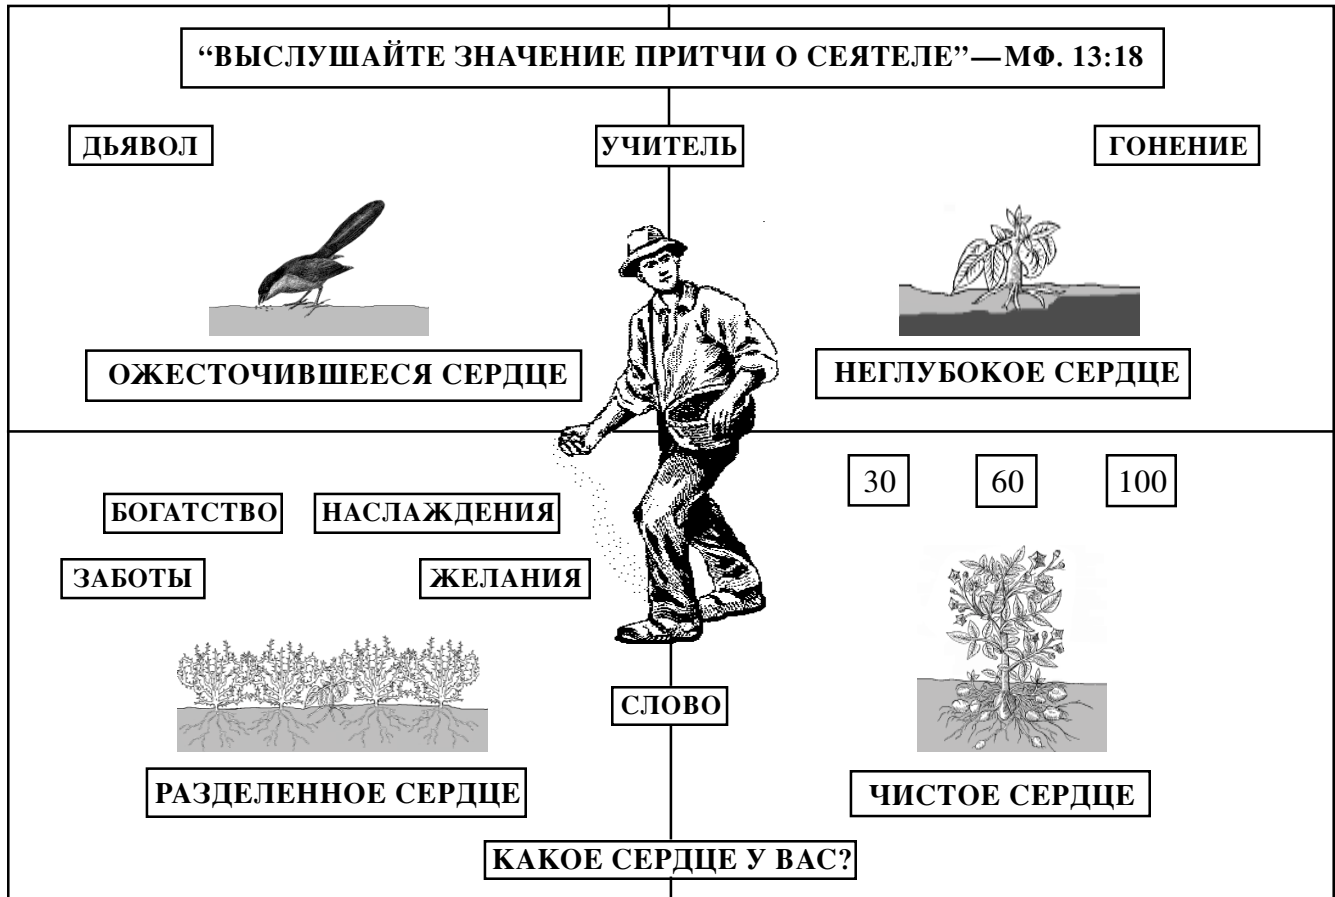 “ВЫСЛУШАЙТЕ ЗНАЧЕНИЕ ПРИТЧИ О СЕЯТЕЛЕ”—МФ. 13:18
ДЬЯВОЛ
УЧИТЕЛЬ
ГОНЕНИЕ
ОЖЕСТОЧИВШЕЕСЯ СЕРДЦЕ
НЕГЛУБОКОЕ СЕРДЦЕ
БОГАТСТВО
НАСЛАЖДЕНИЯ
ЗАБОТЫ
ЖЕЛАНИЯ
30
60
100
СЛОВО
РАЗДЕЛЕННОЕ СЕРДЦЕ
ЧИСТОЕ СЕРДЦЕ
КАКОЕ СЕРДЦЕ У ВАС?